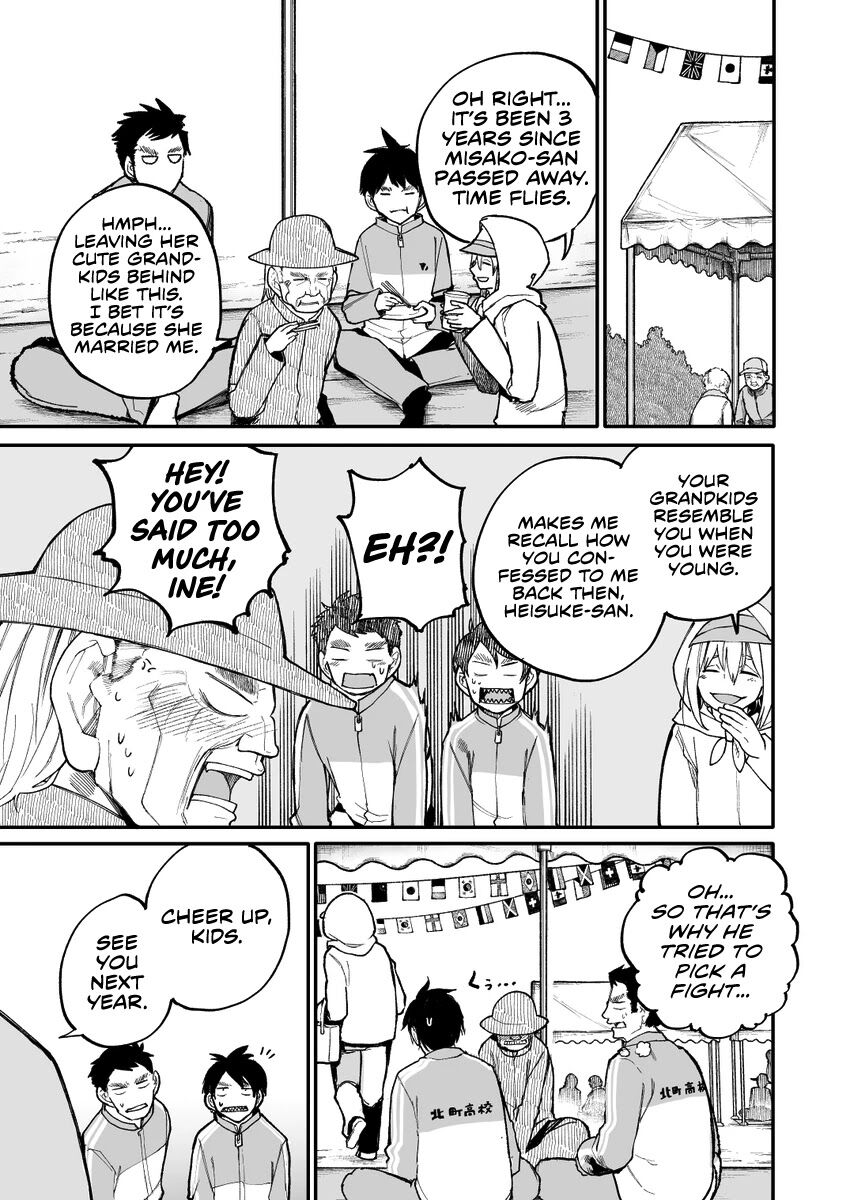 OH RIGHT...
IT'S BEEN 3
YEARS SINCE
MISAKO-SAN
PASSED AWAY.
TIME FLIES.
HMPH...
LEAVING HER
CUTE GRAND-
KIDS BEHIND
LIKE THIS.
I BET IT'S
BECAUSE SHE
MARRIED ME.
YOUR
GRANDKIDS
RESEMBLE
YOU WHEN
YOU WERE
YOUNG.
MAKES ME
RECALL HOW
YOU CON-
FESSED TO ME
BACK THEN,
HEISUKE-SAN.
EH?!
HEY!
YOU'VE
SAID TOO
MUCH,
INE!
OH...
SO THAT'S
WHY HE
TRIED TO
PICK A
FIGHT...
くぅ…
北町高校
北町高校
CHEER UP,
KIDS.
SEE
YOU
NEXT
YEAR.